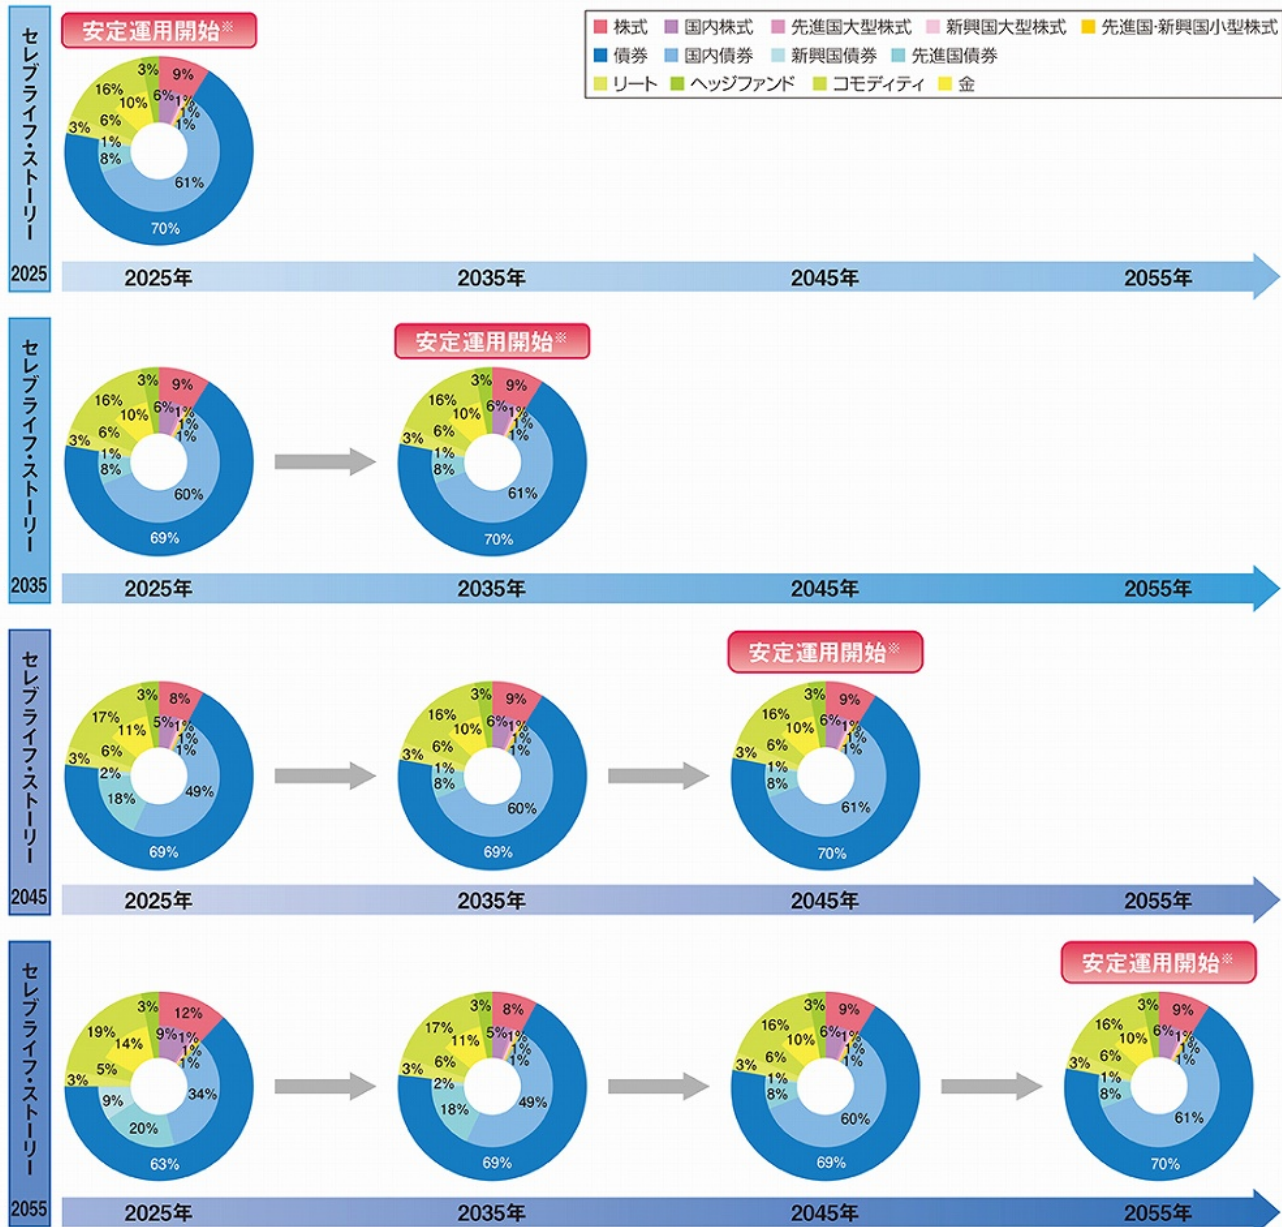 株式 国内株式 先進国大型株式 新興国大型株式 先進国・新興国小型株式
債券 国内債券 新興国債券 先進国債券
リート ヘッジファンド コモディティ 金
セレブライフ・ストーリー
2025
安定運用開始※
3% 9%
16% 10% 6% 1%
6% 1%
3% 1% 1%
8%
61%
70%
2025年 2035年 2045年 2055年
セレブライフ・ストーリー
2035
安定運用開始※
3% 9%
16% 10% 6% 1%
6% 1%
3% 1% 1%
8%
60%
69%
3% 9%
16% 10% 6% 1%
6% 1%
3% 1% 1%
8%
61%
70%
2025年 2035年 2045年 2055年
セレブライフ・ストーリー
2045
安定運用開始※
3% 8%
17% 11% 5% 1%
6% 1%
3% 2% 1%
18% 49%
69%
3% 9%
16% 10% 6% 1%
6% 1%
3% 1% 1%
8%
60%
69%
3% 9%
16% 10% 6% 1%
6% 1%
3% 1% 1%
8%
61%
70%
2025年 2035年 2045年 2055年
セレブライフ・ストーリー
2055
安定運用開始※
3% 12%
19% 14% 9% 1%
5% 1%
3% 1%
9% 34%
20%
63%
3% 8%
17% 11% 5% 1%
6% 1%
3% 2% 1%
18% 49%
69%
3% 9%
16% 10% 6% 1%
6% 1%
3% 1% 1%
8%
60%
69%
3% 9%
16% 10% 6% 1%
6% 1%
3% 1% 1%
8%
61%
70%
2025年 2035年 2045年 2055年